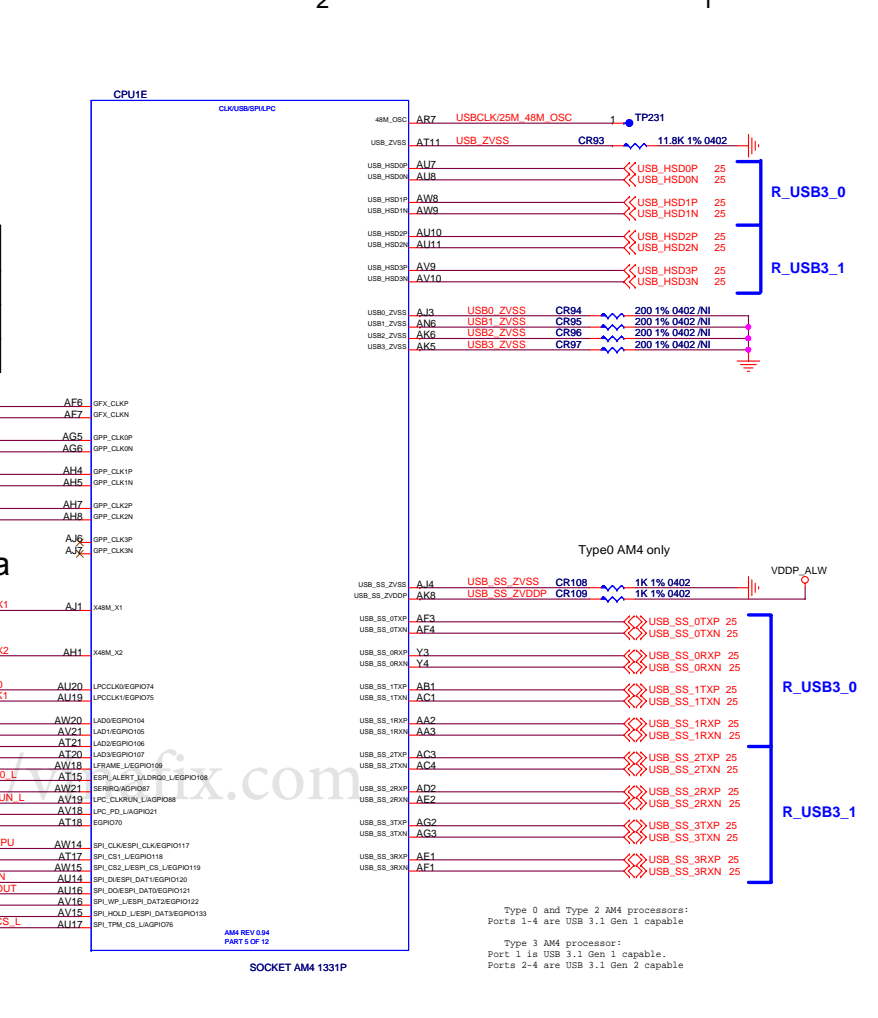 2 1
CPU1E
CLK/USB/SPI/LPC
48M_OSC AR7 USBCLK/25M_48M_OSC 1 TP231
USB_ZVSS AT11 USB_ZVSS CR93 11.8K 1% 0402
USB_HSD0P AU7 USB_HSD0P 25
USB_HSD0N AU8 USB_HSD0N 25
R_USB3_0
USB_HSD1P AW8 USB_HSD1P 25
USB_HSD1N AW9 USB_HSD1N 25
USB_HSD2P AU10 USB_HSD2P 25
USB_HSD2N AU11 USB_HSD2N 25
R_USB3_1
USB_HSD3P AV9 USB_HSD3P 25
USB_HSD3N AV10 USB_HSD3N 25
USB0_ZVSS AJ3 USB0_ZVSS CR94 200 1% 0402 /NI
USB1_ZVSS AN6 USB1_ZVSS CR95 200 1% 0402 /NI
USB2_ZVSS AK6 USB2_ZVSS CR96 200 1% 0402 /NI
USB3_ZVSS AK5 USB3_ZVSS CR97 200 1% 0402 /NI
AF6 GFX_CLKP
AF7 GFX_CLKN
AG5 GPP_CLK0P
AG6 GPP_CLK0N
AH4 GPP_CLK1P
AH5 GPP_CLK1N
AH7 GPP_CLK2P
AH8 GPP_CLK2N
AJ6 GPP_CLK3P
AJ7 GPP_CLK3N
Type0 AM4 only
a
VDDP_ALW
USB_SS_ZVSS AJ4 USB_SS_ZVSS CR108 1K 1% 0402
USB_SS_ZVDDP AK8 USB_SS_ZVDDP CR109 1K 1% 0402
X1 AJ1 X48M_X1
USB_SS_0TXP AF3 USB_SS_0TXP 25
USB_SS_0TXN AF4 USB_SS_0TXN 25
X2 AH1 X48M_X2
USB_SS_0RXP Y3 USB_SS_0RXP 25
USB_SS_0RXN Y4 USB_SS_0RXN 25
R_USB3_0
0 AU20 LPCCLK0/EGPIO74
K1 AU19 LPCCLK1/EGPIO75
USB_SS_1TXP AB1 USB_SS_1TXP 25
USB_SS_1TXN AC1 USB_SS_1TXN 25
AW20 LAD0/EGPIO104
AV21 LAD1/EGPIO105
AT21 LAD2/EGPIO106
AT20 LAD3/EGPIO107
USB_SS_1RXP AA2 USB_SS_1RXP 25
USB_SS_1RXN AA3 USB_SS_1RXN 25
AW18 LFRAME_L/EGPIO109
0_L AT15 ESPI_ALERT_L/LDRQ0_L/EGPIO108
AW21 SERIRQ/AGPIO87
UN_L AV19 LPC_CLKRUN_L/AGPIO88
AV18 LPC_PD_L/AGPIO21
AT18 EGPIO70
USB_SS_2TXP AC3 USB_SS_2TXP 25
USB_SS_2TXN AC4 USB_SS_2TXN 25
USB_SS_2RXP AD2 USB_SS_2RXP 25
USB_SS_2RXN AE2 USB_SS_2RXN 25
R_USB3_1
USB_SS_3TXP AG2 USB_SS_3TXP 25
USB_SS_3TXN AG3 USB_SS_3TXN 25
PU AW14 SPI_CLK/ESPI_CLK/EGPIO117
AT17 SPI_CS1_L/EGPIO118
AW15 SPI_CS2_L/ESPI_CS_L/EGPIO119
N AU14 SPI_DI/ESPI_DAT1/EGPIO120
OUT AU16 SPI_DO/ESPI_DAT0/EGPIO121
AV16 SPI_WP_L/ESPI_DAT2/EGPIO122
AV15 SPI_HOLD_L/ESPI_DAT3/EGPIO133
CS_L AU17 SPI_TPM_CS_L/AGPIO76
USB_SS_3RXP AE1 USB_SS_3RXP 25
USB_SS_3RXN AF1 USB_SS_3RXN 25
AM4 REV 0.94
PART 5 OF 12
SOCKET AM4 1331P
Type 0 and Type 2 AM4 processors:
Ports 1-4 are USB 3.1 Gen 1 capable
Type 3 AM4 processor:
Port 1 is USB 3.1 Gen 1 capable.
Ports 2-4 are USB 3.1 Gen 2 capable